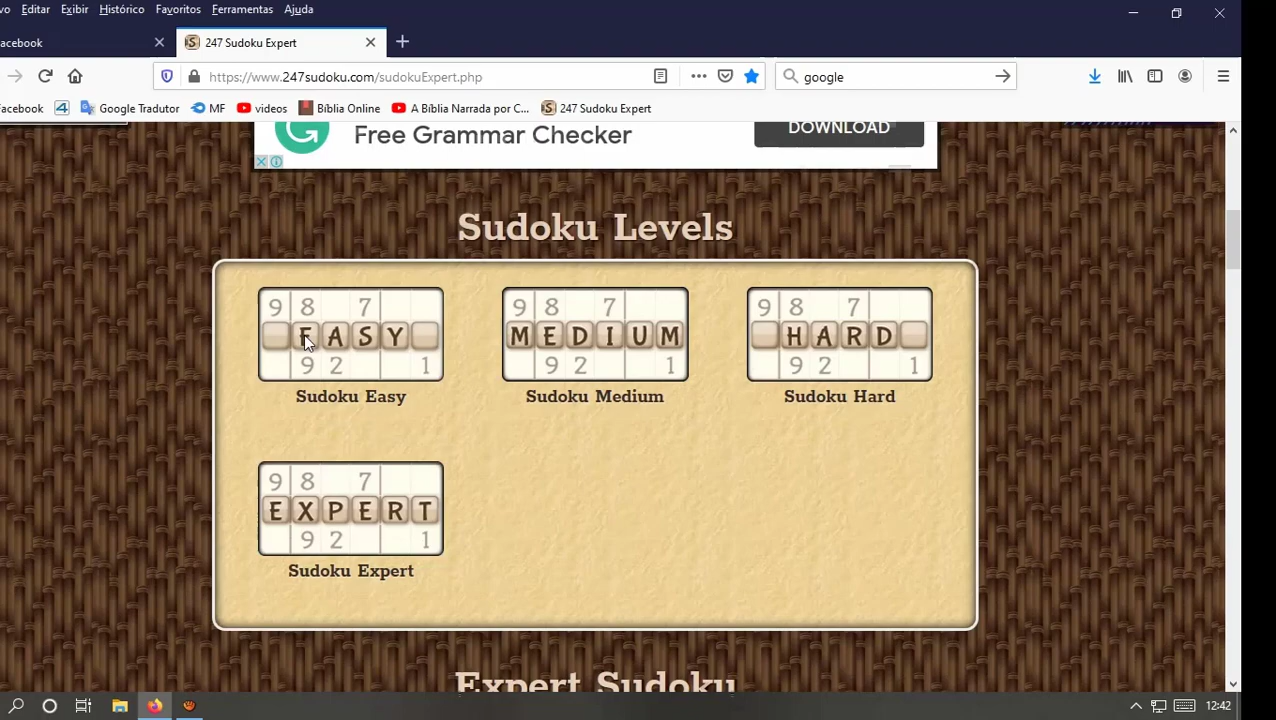 vo Editar Exibir Histórico Favoritos Ferramentas Ajuda
acebook 247 Sudoku Expert
https://www.247sudoku.com/sudokuExpert.php google
acebook Google Tradutor MF videos Bíblia Online A Bíblia Narrada por C... 247 Sudoku Expert
Free Grammar Checker DOWNLOAD
Sudoku Levels
9 8 7 9 8 7 9 8 7
EASY MEDIUM HARD
9 2 1 9 2 1 9 2 1
Sudoku Easy Sudoku Medium Sudoku Hard
9 8 7
EXPERT
9 2 1
Sudoku Expert
Expert Sudoku
12:42